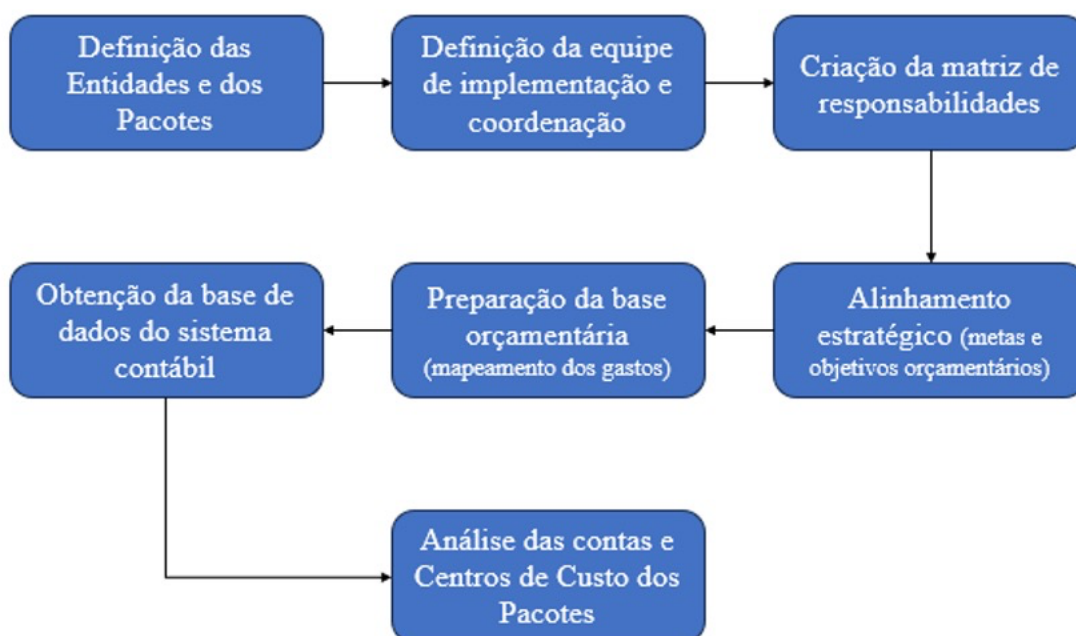 Definição das
Entidades e dos
Pacotes
Definição da equipe
de implementação e
coordenação
Criação da matriz de
responsabilidades
Alinhamento
estratégico (metas e
objetivos orçamentários)
Preparação da base
orçamentária
(mapeamento dos gastos)
Obtenção da base de
dados do sistema
contábil
Análise das contas e
Centros de Custo dos
Pacotes